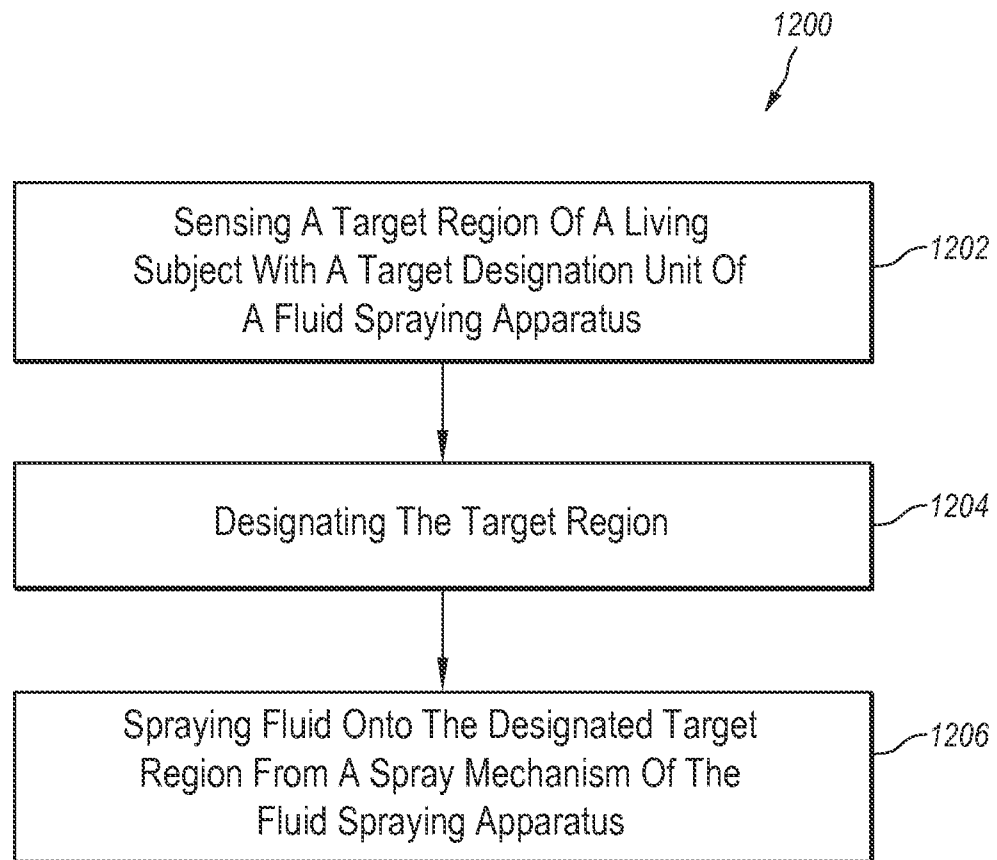 1200
Sensing A Target Region Of A Living
Subject With A Target Designation Unit Of
A Fluid Spraying Apparatus
1202
Designating The Target Region
1204
Spraying Fluid Onto The Designated Target
Region From A Spray Mechanism Of The
Fluid Spraying Apparatus
1206